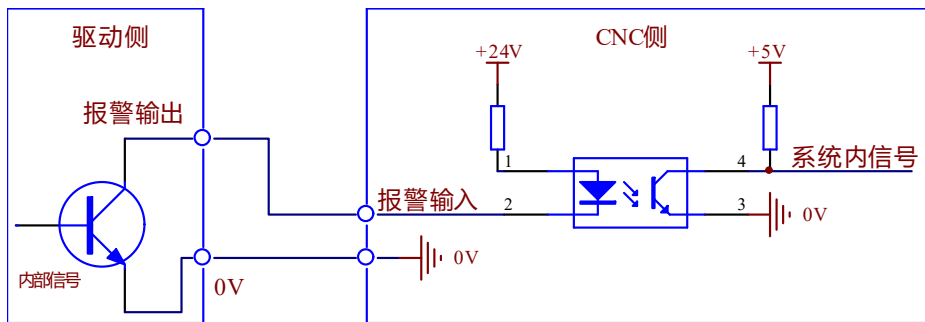 驱动侧
CNC侧
+24V
+5V
报警输出
1
4
系统内信号
报警输入
2
3
0V
0V
内部信号
0V